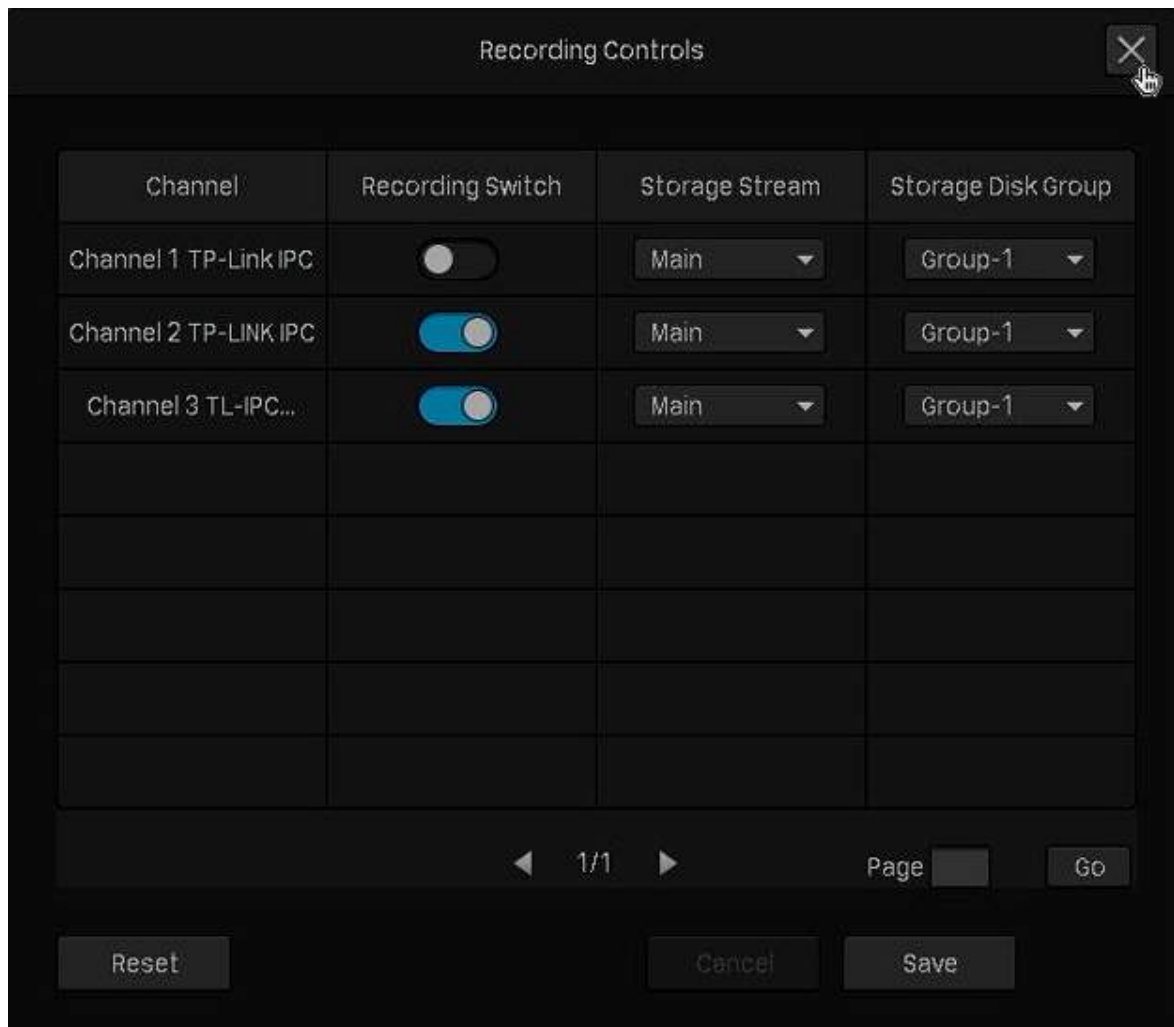 Recording Controls
Channel Recording Switch Storage Stream Storage Disk Group
Channel 1 TP-Link IPC Main Group-1
Channel 2 TP-LINK IPC Main Group-1
Channel 3 TL-IPC... Main Group-1
1/1 Page Go
Reset Cancel Save